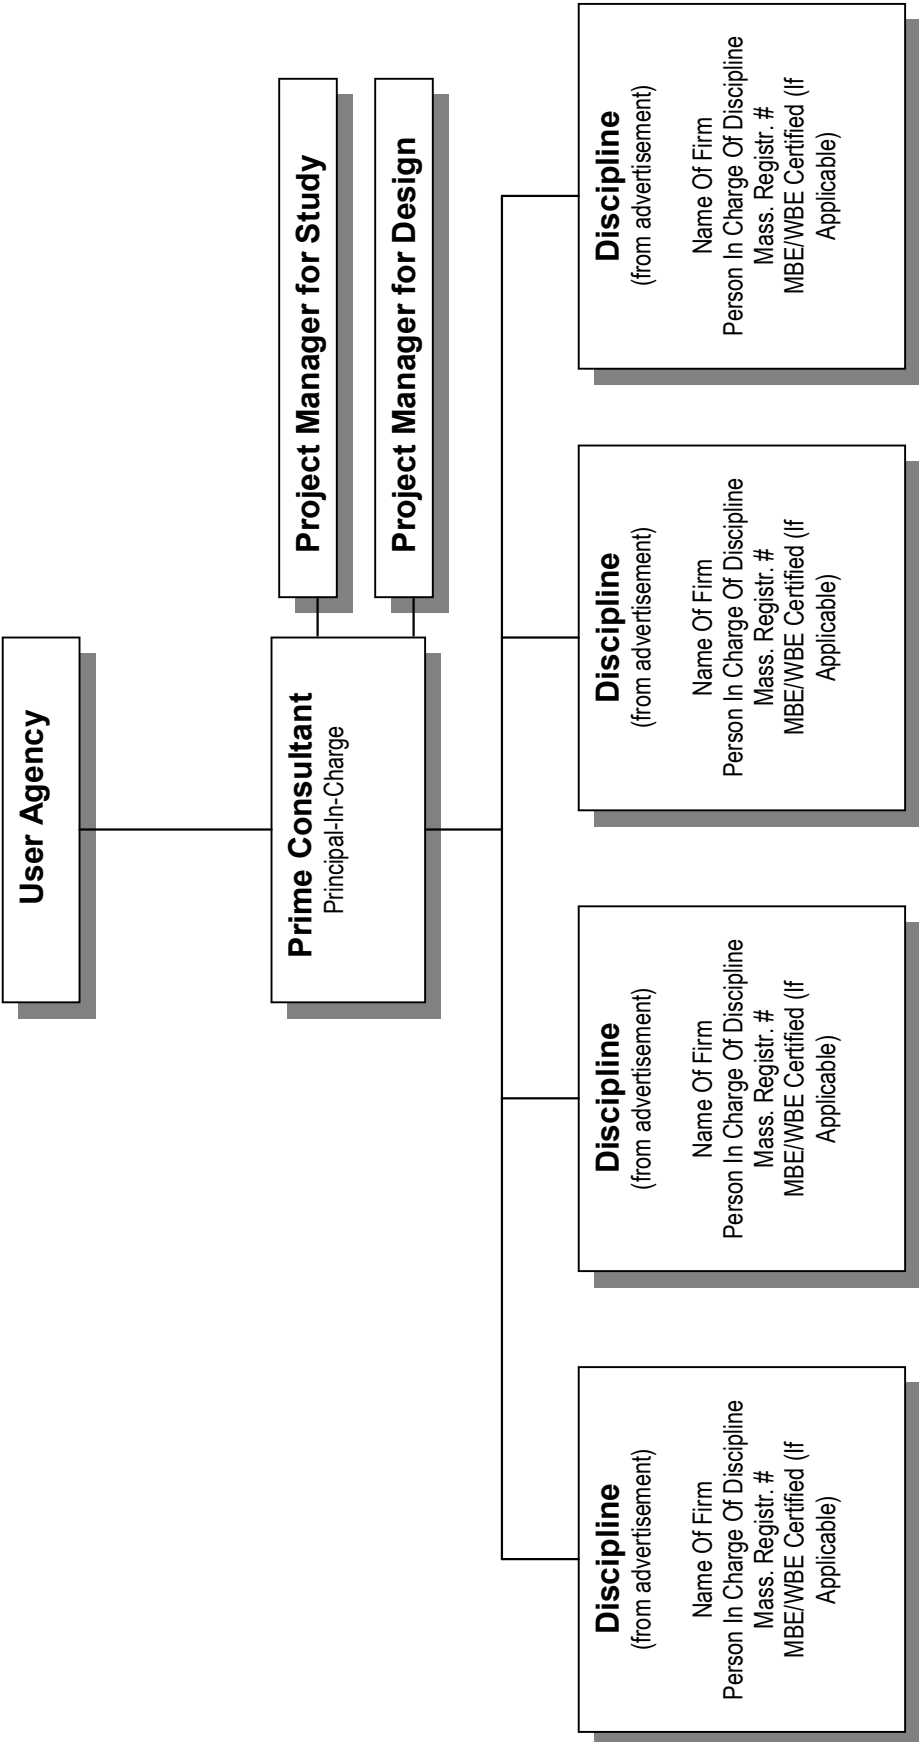 User Agency
Prime Consultant
Principal-In-Charge
Project Manager for Study
Project Manager for Design
Discipline
(from advertisement)
Name Of Firm
Person In Charge Of Discipline
Mass. Registr. #
MBE/WBE Certified (If
Applicable)
Discipline
(from advertisement)
Name Of Firm
Person In Charge Of Discipline
Mass. Registr. #
MBE/WBE Certified (If
Applicable)
Discipline
(from advertisement)
Name Of Firm
Person In Charge Of Discipline
Mass. Registr. #
MBE/WBE Certified (If
Applicable)
Discipline
(from advertisement)
Name Of Firm
Person In Charge Of Discipline
Mass. Registr. #
MBE/WBE Certified (If
Applicable)